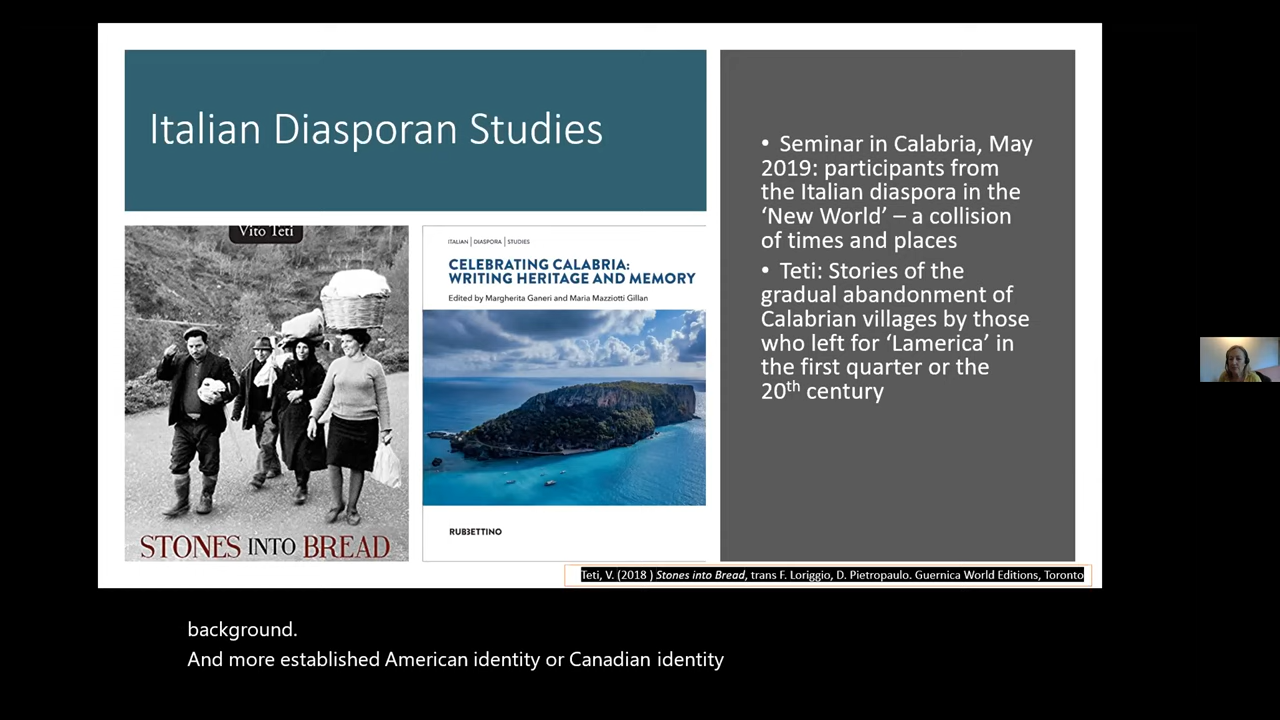 Italian Diasporan Studies
Vito Teti
STONES INTO BREAD
ITALIAN | DIASPORA | STUDIES
CELEBRATING CALABRIA:
WRITING HERITAGE AND MEMORY
Edited by Margherita Ganeri and Maria Mazziotti Gillan
RUBBETTINO
• Seminar in Calabria, May
2019: participants from
the Italian diaspora in the
‘New World’ – a collision
of times and places
• Teti: Stories of the
gradual abandonment of
Calabrian villages by those
who left for ‘Lamerica’ in
the first quarter or the
20th century
Teti, V. (2018 ) Stones into Bread, trans F. Loriggio, D. Pietropaulo. Guernica World Editions, Toronto
background.
And more established American identity or Canadian identity